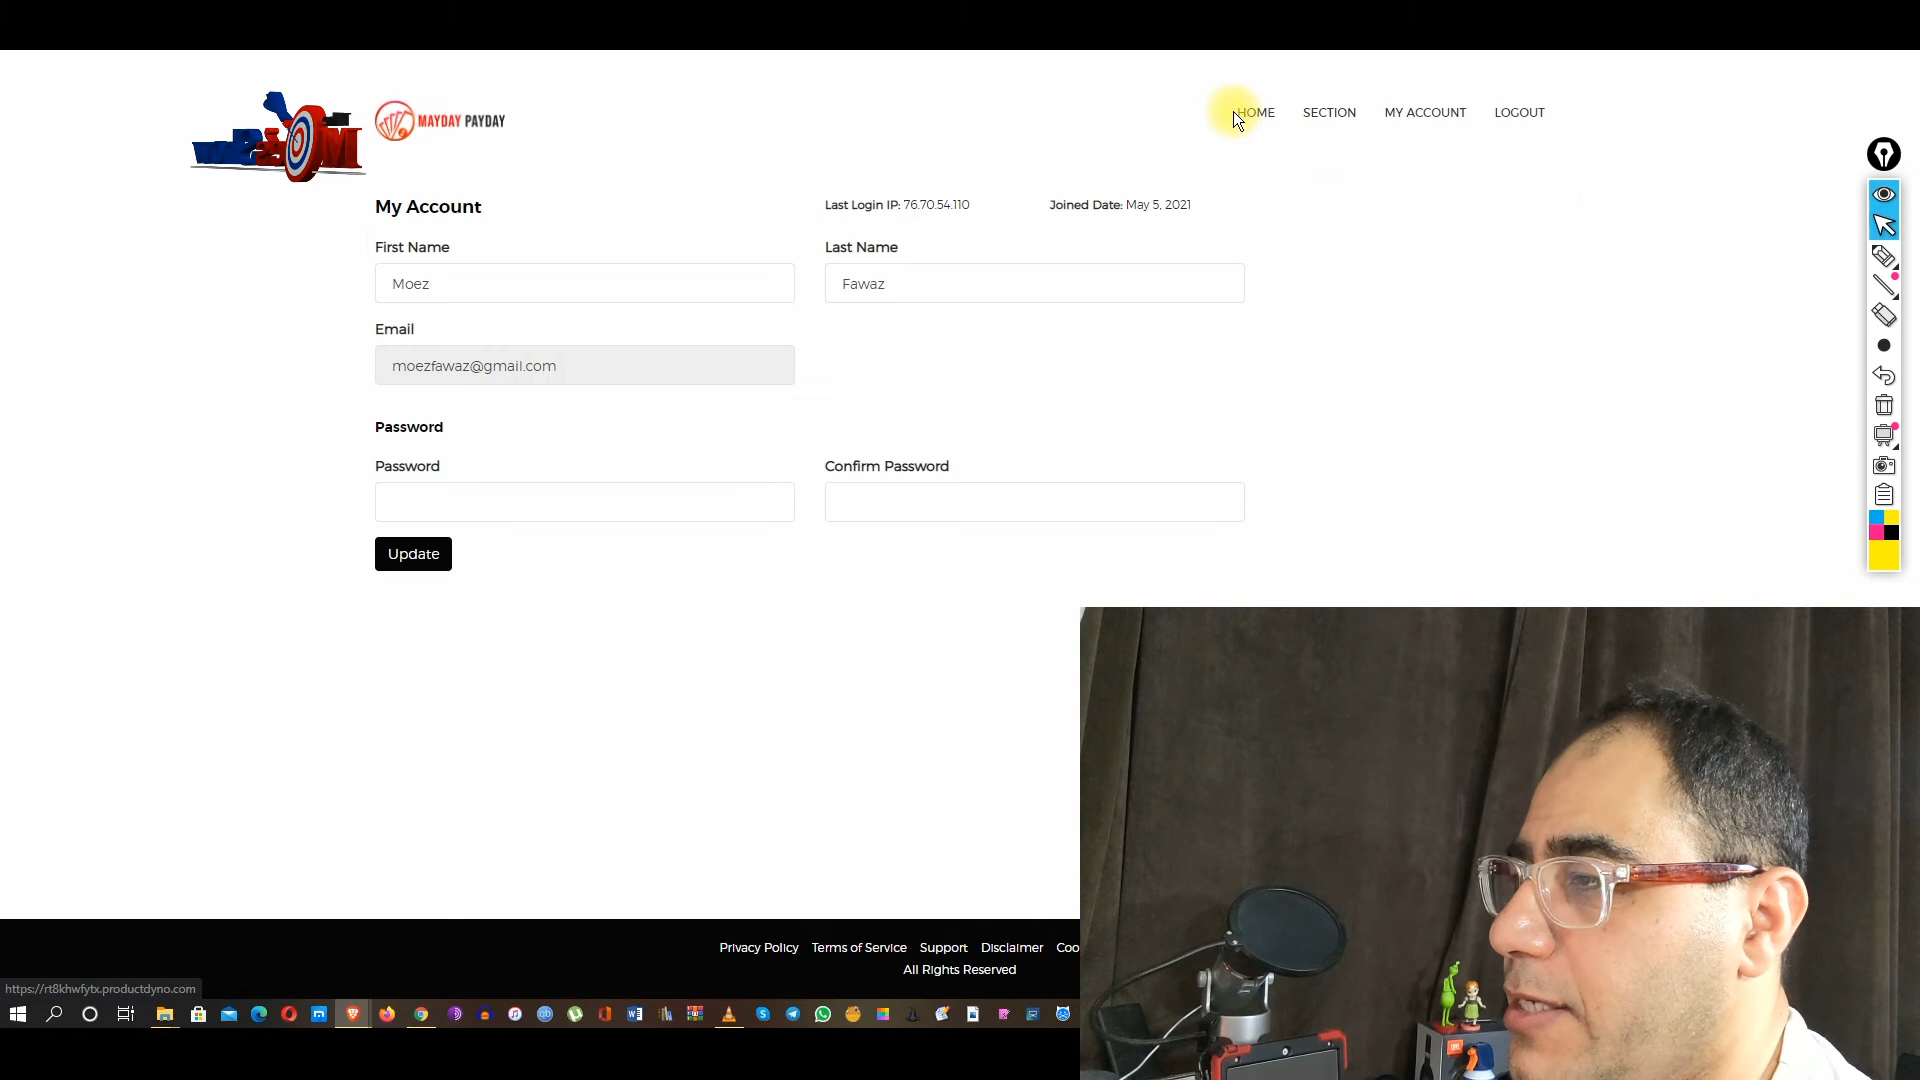 MAYDAY PAYDAY
HOME SECTION MY ACCOUNT LOGOUT
My Account
Last Login IP: 76.70.54.110
Joined Date: May 5, 2021
First Name
Last Name
Moez
Fawaz
Email
moezfawaz@gmail.com
Password
Password
Confirm Password
Update
Privacy Policy Terms of Service Support Disclaimer Coo
All Rights Reserved
https://rt8khwfytx.productdyno.com
JBL